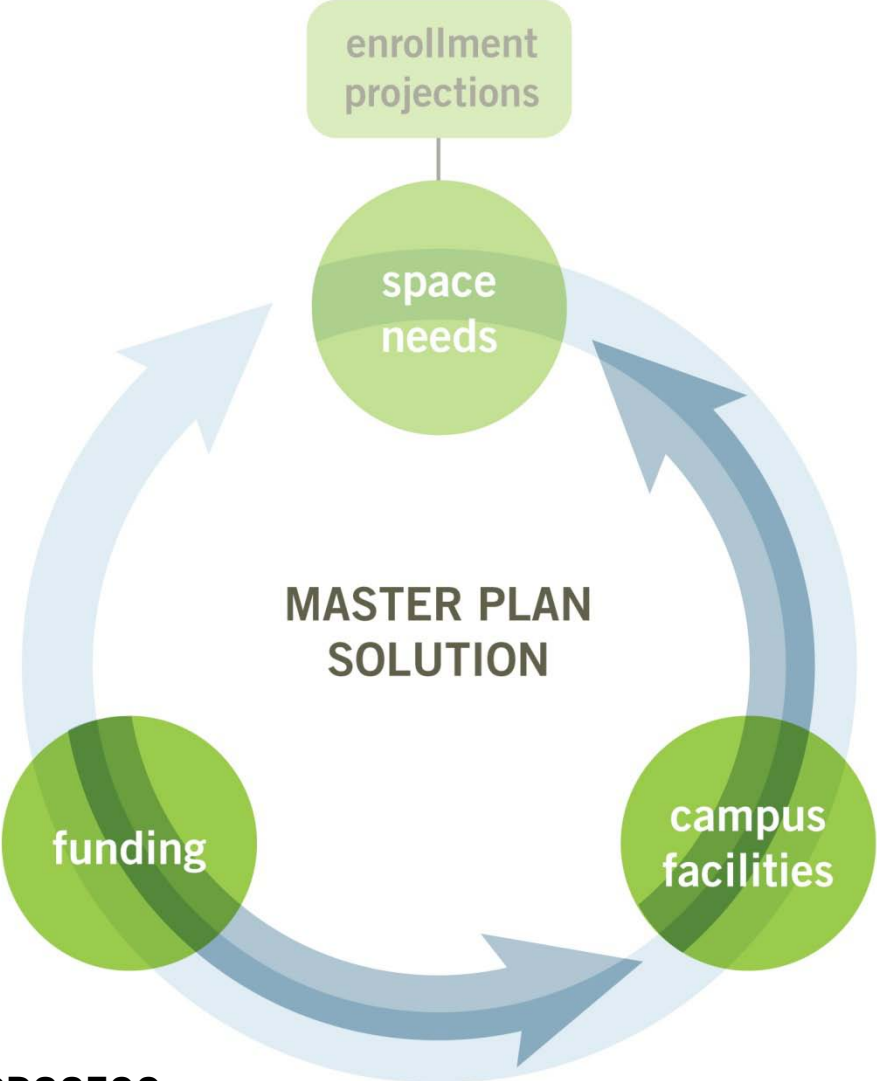 enrollment
projections
space
needs
MASTER PLAN
SOLUTION
funding
campus
facilities